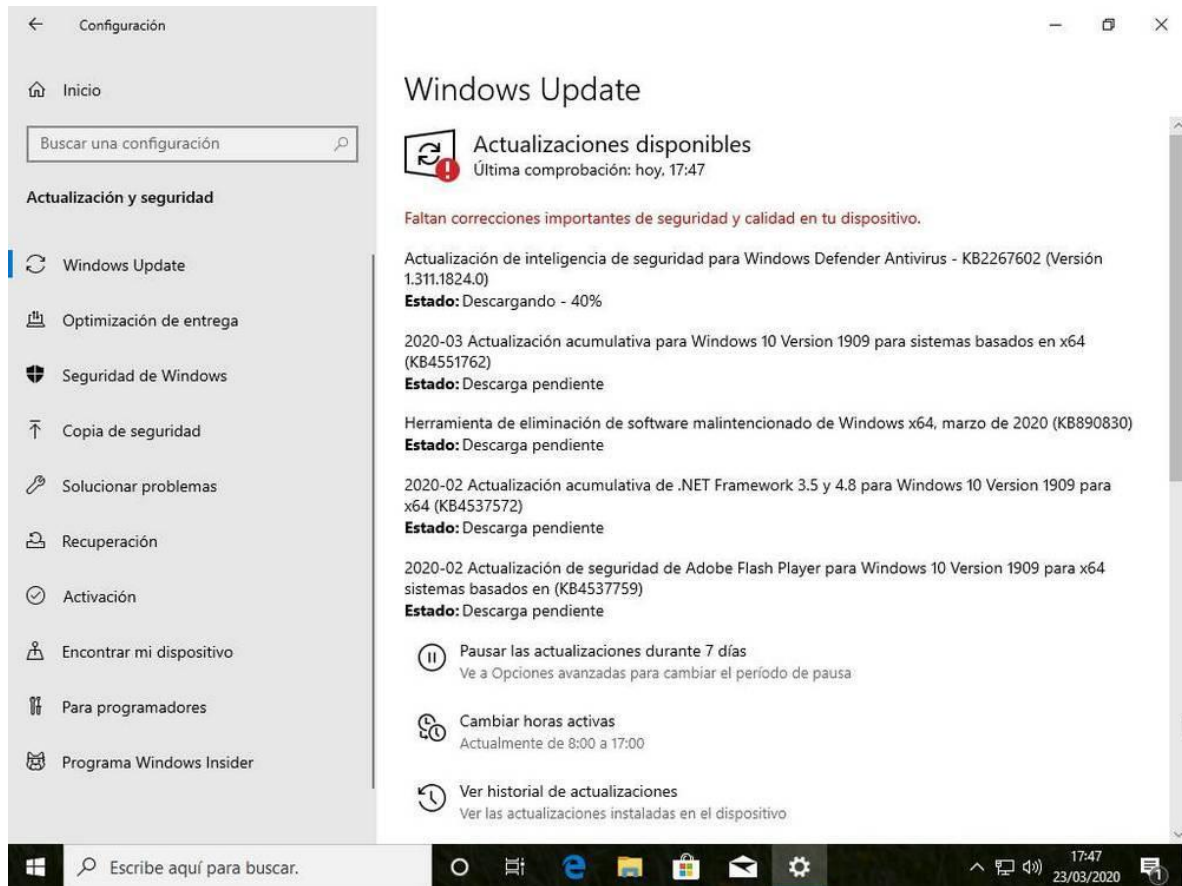 Configuración
Inicio
Buscar una configuración
Actualización y seguridad
Windows Update
Optimización de entrega
Seguridad de Windows
Copia de seguridad
Solucionar problemas
Recuperación
Activación
Encontrar mi dispositivo
Para programadores
Programa Windows Insider
Windows Update
Actualizaciones disponibles
Última comprobación: hoy, 17:47
Faltan correcciones importantes de seguridad y calidad en tu dispositivo.
Actualización de inteligencia de seguridad para Windows Defender Antivirus - KB2267602 (Versión
1.311.1824.0)
Estado: Descargando - 40%
2020-03 Actualización acumulativa para Windows 10 Version 1909 para sistemas basados en x64
(KB4551762)
Estado: Descarga pendiente
Herramienta de eliminación de software malintencionado de Windows x64, marzo de 2020 (KB890830)
Estado: Descarga pendiente
2020-02 Actualización acumulativa de .NET Framework 3.5 y 4.8 para Windows 10 Version 1909 para
x64 (KB4537572)
Estado: Descarga pendiente
2020-02 Actualización de seguridad de Adobe Flash Player para Windows 10 Version 1909 para x64
sistemas basados en (KB4537759)
Estado: Descarga pendiente
Pausar las actualizaciones durante 7 días
Ve a Opciones avanzadas para cambiar el período de pausa
Cambiar horas activas
Actualmente de 8:00 a 17:00
Ver historial de actualizaciones
Ver las actualizaciones instaladas en el dispositivo
Escribe aquí para buscar.
17:47
23/03/2020
1